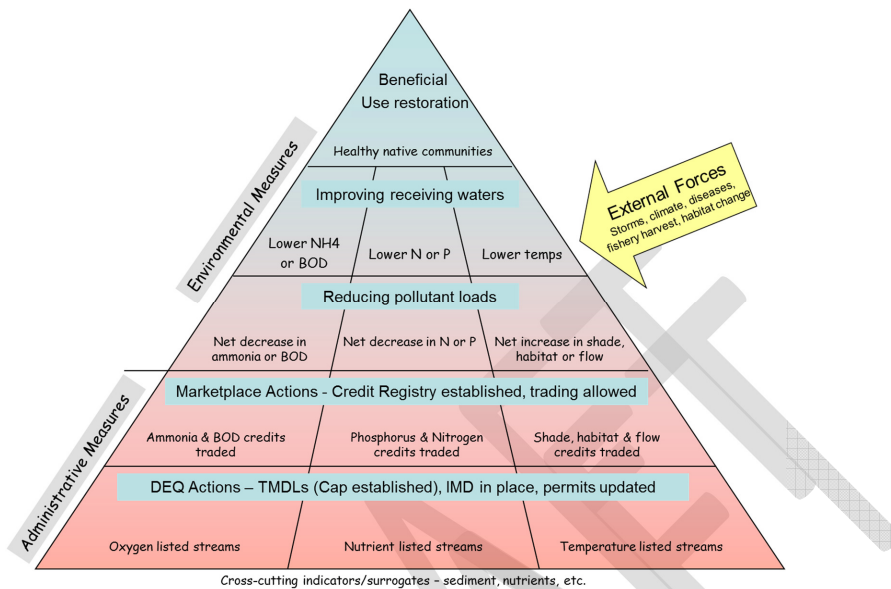 Beneficial
Use restoration
Healthy native communities
Environmental Measures
External Forces
Storms, climate, diseases,
fishery harvest, habitat change
Improving receiving waters
Lower NH4
or BOD
Lower N or P
Lower temps
Reducing pollutant loads
Net decrease in
ammonia or BOD
Net decrease in N or P
Net increase in shade,
habitat or flow
Administrative Measures
Marketplace Actions - Credit Registry established, trading allowed
Ammonia & BOD credits
traded
Phosphorus & Nitrogen
credits traded
Shade, habitat & flow
credits traded
DEQ Actions – TMDLs (Cap established), IMD in place, permits updated
Oxygen listed streams
Nutrient listed streams
Temperature listed streams
Cross-cutting indicators/surrogates – sediment, nutrients, etc.